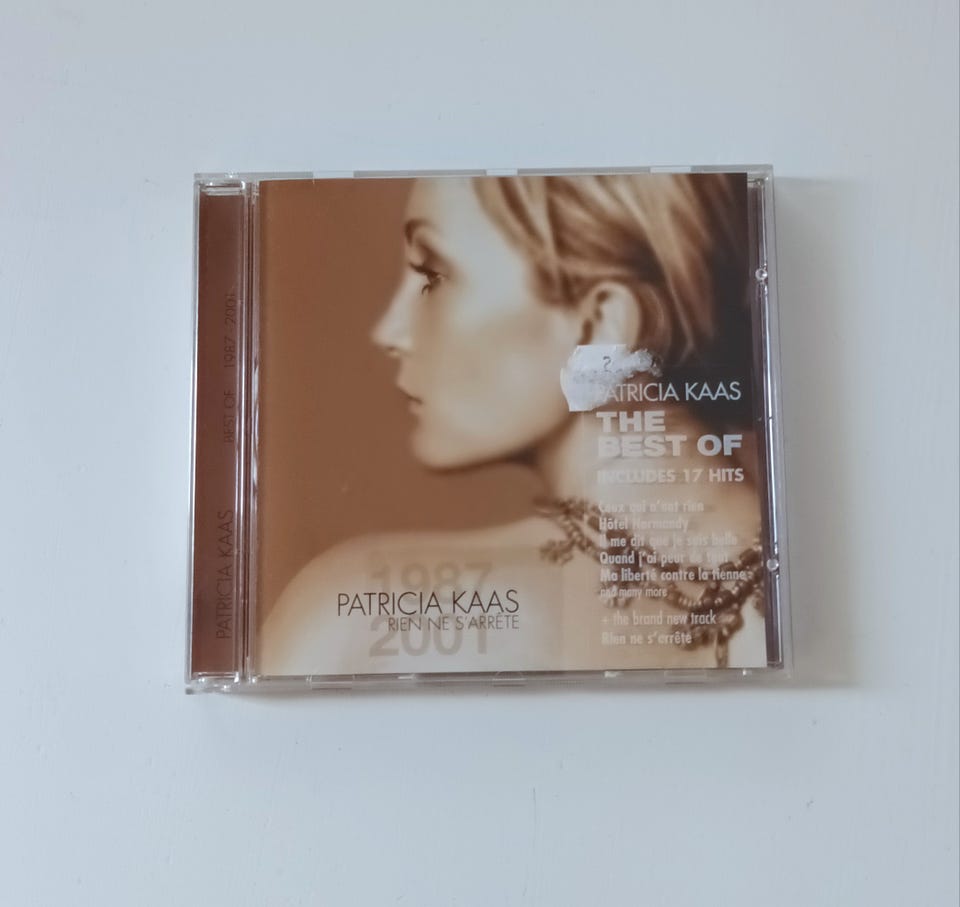 PATRICIA KAAS BEST OF 1987 - 2001
2
PATRICIA KAAS
THE
BEST OF
INCLUDES 17 HITS
Ceux qui n'ont rien
Hôtel Normandy
Il me dit que je suis belle
Quand j'ai peur de tout
Ma liberté contre la tienne
and many more
+ the brand new track
Rien ne s'arrête
1987
PATRICIA KAAS
RIEN NE S'ARRÊTE
2001